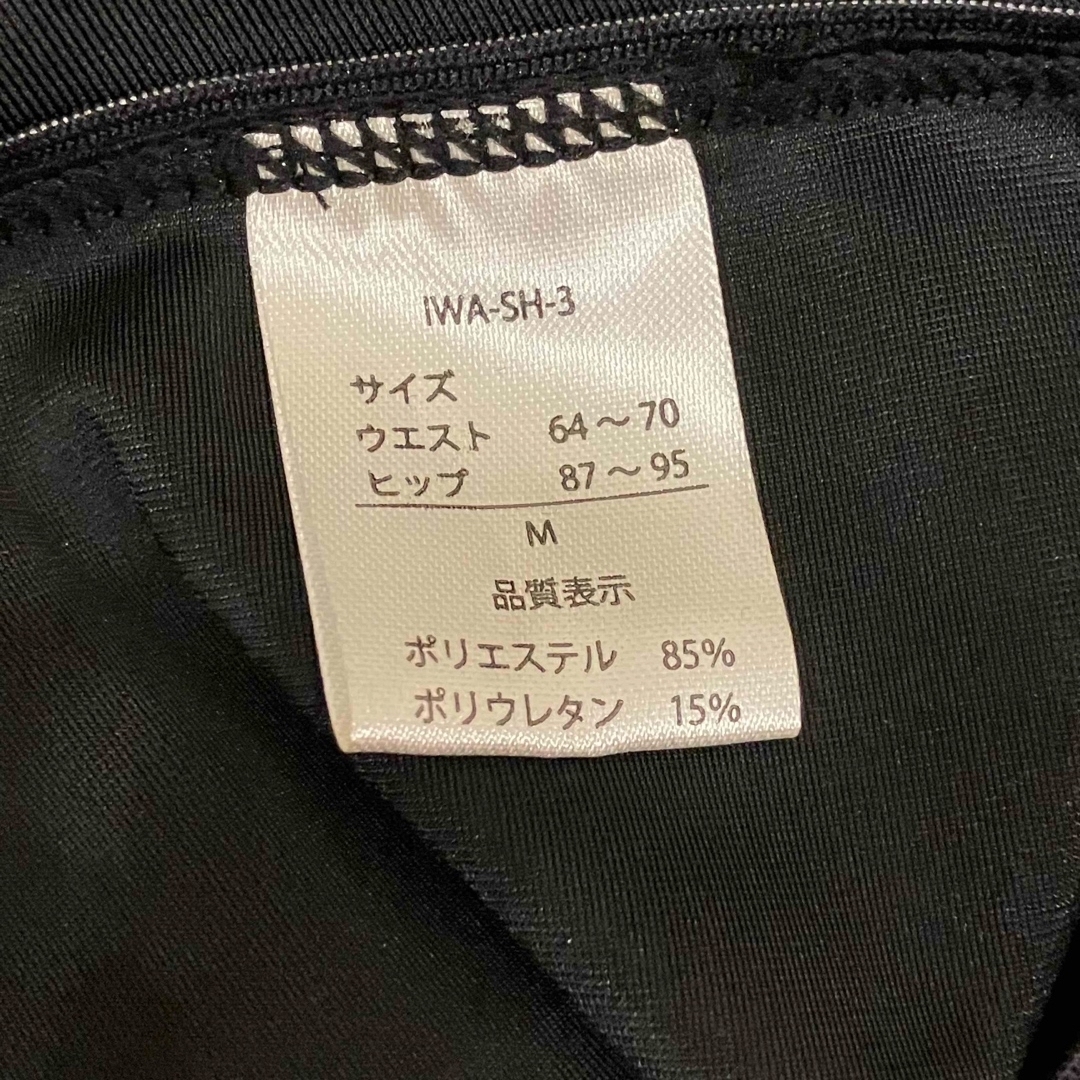 IWA-SH-3
サイズ
ウエスト 64～70
ヒップ 87～95
M
品質表示
ポリエステル 85%
ポリウレタン 15%